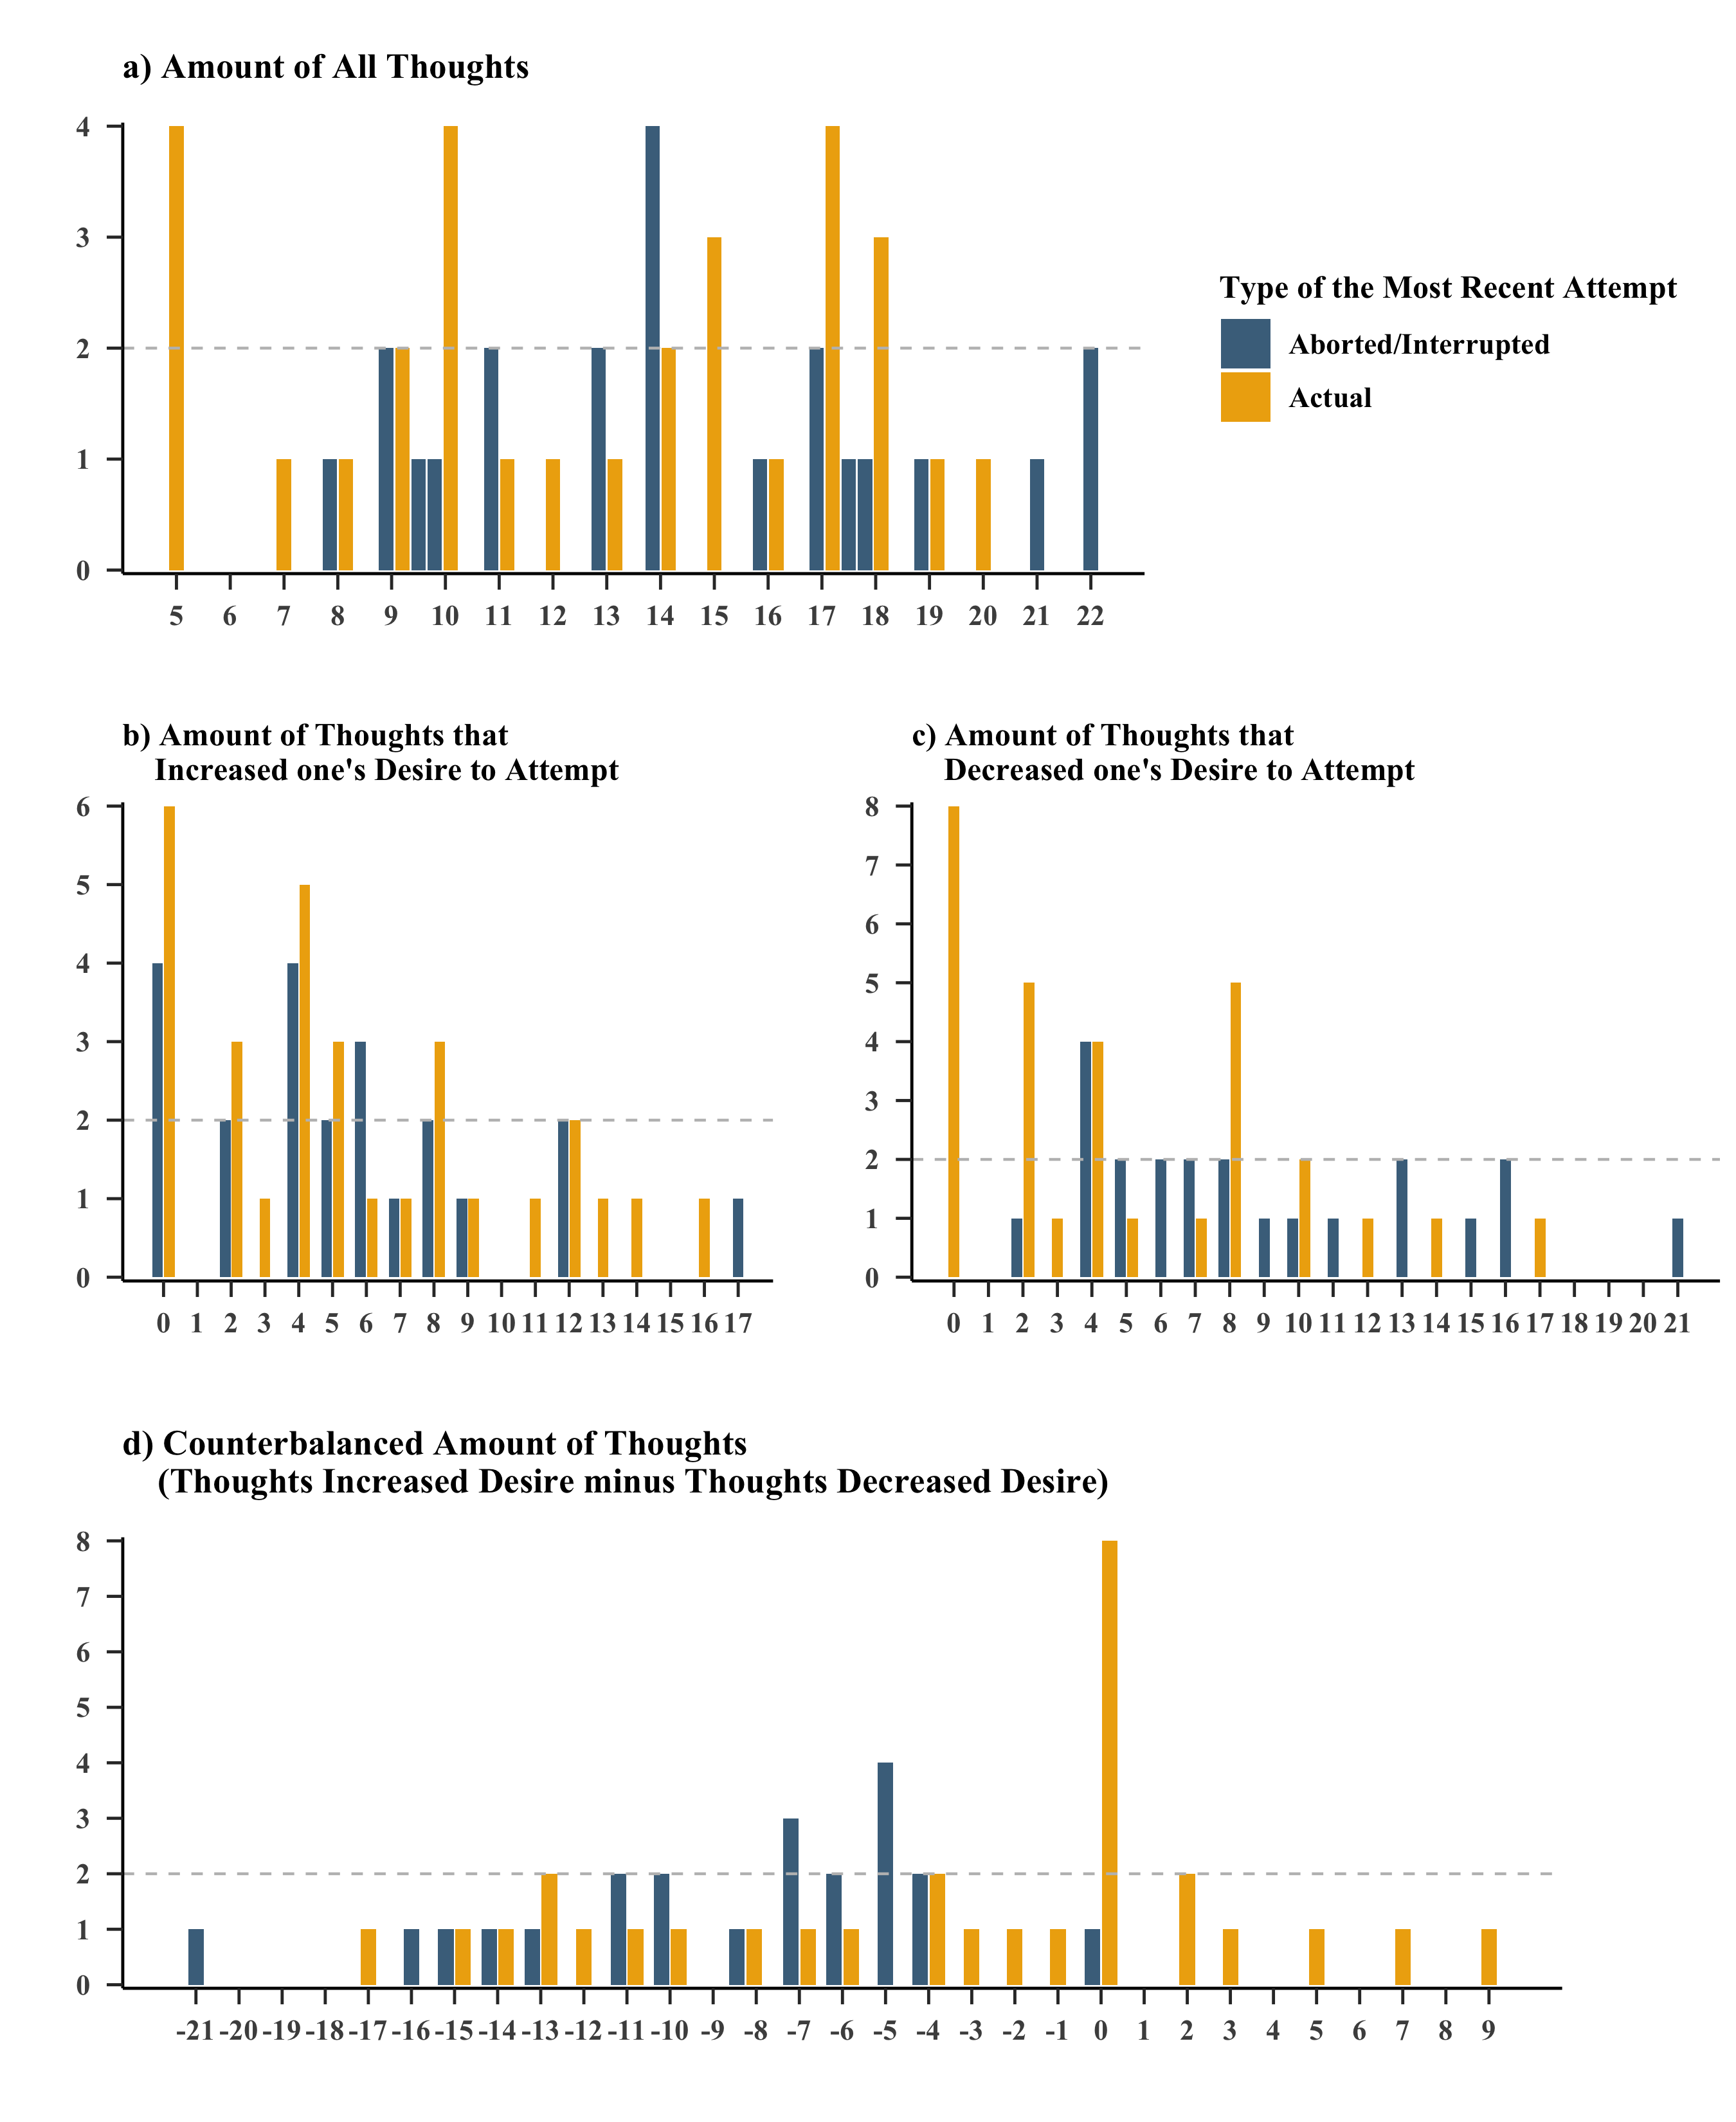 a) Amount of All Thoughts
4
3
2
1
0
5 6 7 8 9 10 11 12 13 14 15 16 17 18 19 20 21 22
Type of the Most Recent Attempt
Aborted/Interrupted
Actual
b) Amount of Thoughts that
Increased one's Desire to Attempt
6
5
4
3
2
1
0
0 1 2 3 4 5 6 7 8 9 10 11 12 13 14 15 16 17
c) Amount of Thoughts that
Decreased one's Desire to Attempt
8
7
6
5
4
3
2
1
0
0 1 2 3 4 5 6 7 8 9 10 11 12 13 14 15 16 17 18 19 20 21
d) Counterbalanced Amount of Thoughts
(Thoughts Increased Desire minus Thoughts Decreased Desire)
8
7
6
5
4
3
2
1
0
-21 -20 -19 -18 -17 -16 -15 -14 -13 -12 -11 -10 -9 -8 -7 -6 -5 -4 -3 -2 -1 0 1 2 3 4 5 6 7 8 9